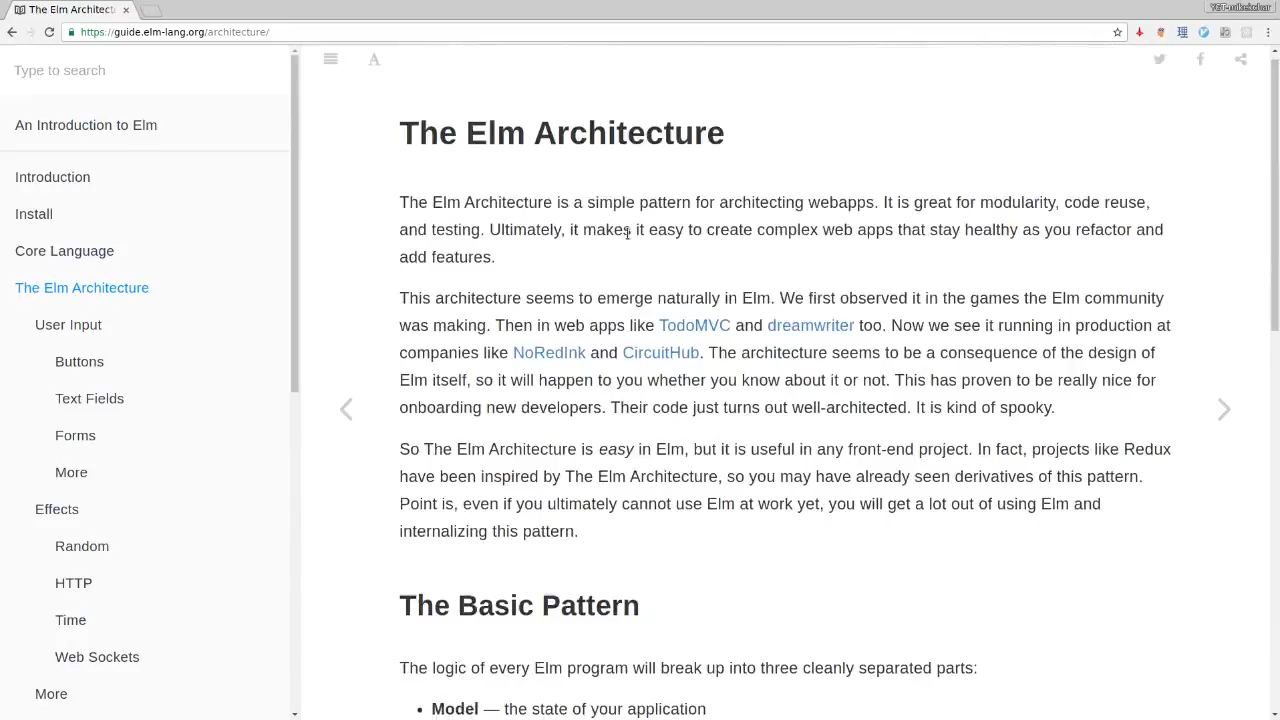 The Elm Architect
https://guide.elm-lang.org/architecture/
Type to search
An Introduction to Elm
Introduction
Install
Core Language
The Elm Architecture
User Input
Buttons
Text Fields
Forms
More
Effects
Random
HTTP
Time
Web Sockets
More
A
The Elm Architecture
The Elm Architecture is a simple pattern for architecting webapps. It is great for modularity, code reuse,
and testing. Ultimately, it makes it easy to create complex web apps that stay healthy as you refactor and
add features.
This architecture seems to emerge naturally in Elm. We first observed it in the games the Elm community
was making. Then in web apps like TodoMVC and dreamwriter too. Now we see it running in production at
companies like NoRedInk and CircuitHub. The architecture seems to be a consequence of the design of
Elm itself, so it will happen to you whether you know about it or not. This has proven to be really nice for
onboarding new developers. Their code just turns out well-architected. It is kind of spooky.
So The Elm Architecture is easy in Elm, but it is useful in any front-end project. In fact, projects like Redux
have been inspired by The Elm Architecture, so you may have already seen derivatives of this pattern.
Point is, even if you ultimately cannot use Elm at work yet, you will get a lot out of using Elm and
internalizing this pattern.
The Basic Pattern
The logic of every Elm program will break up into three cleanly separated parts:
• Model — the state of your application